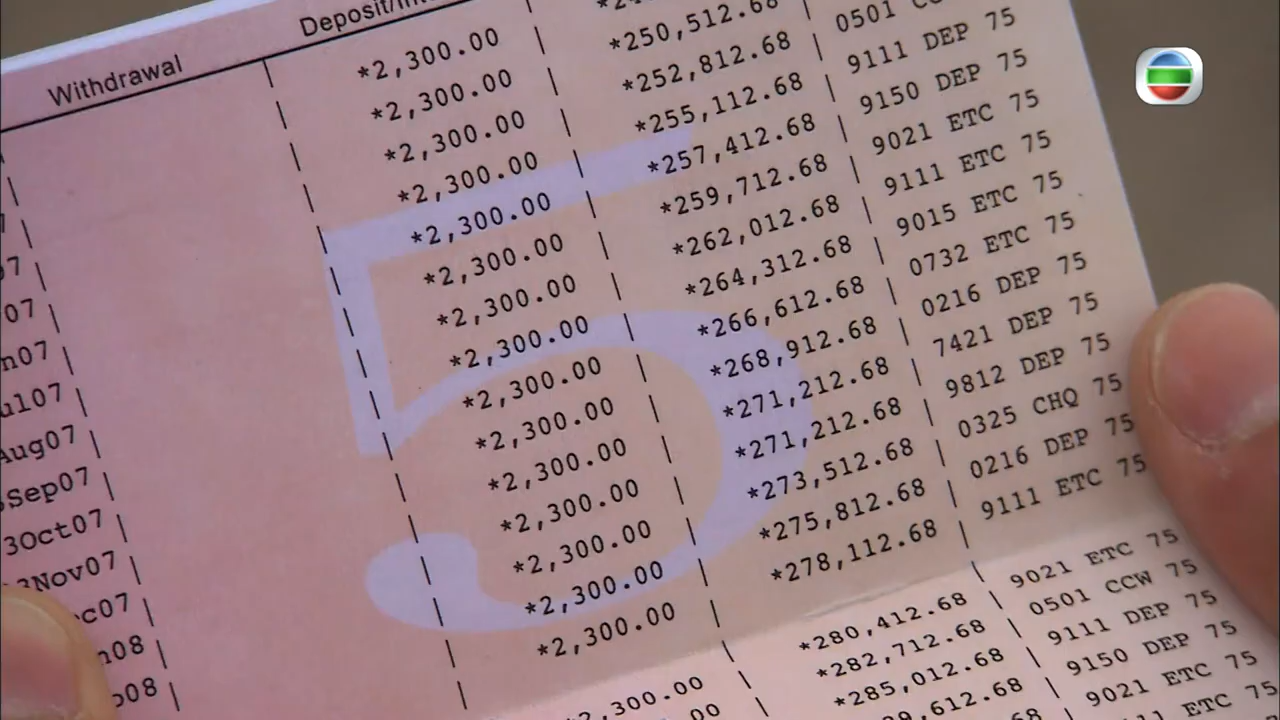 Withdrawal Deposit/
*2,300.00
*2,300.00 *250,512.68
*2,300.00 *252,812.68 0501
*2,300.00 *255,112.68 9111 DEP 75
*2,300.00 *257,412.68 9150 DEP 75
*2,300.00 *259,712.68 9021 ETC 75
*2,300.00 *262,012.68 9111 ETC 75
Aug07 *2,300.00 *264,312.68 9015 ETC 75
Sep07 *2,300.00 *266,612.68 0732 ETC 75
3Oct07 *2,300.00 *268,912.68 0216 DEP 75
Nov07 *2,300.00 *271,212.68 7421 DEP 75
c07 *2,300.00 *271,212.68 9812 DEP 75
n08 *2,300.00 *273,512.68 0325 CHQ 75
08 *2,300.00 *275,812.68 0216 DEP 75
*2,300.00 *278,112.68 9111 ETC 75
2,300.00 *280,412.68 9021 ETC 75
00 *282,712.68 0501 CCW 75
*285,012.68 9111 DEP 75
9,612.68 9150 DEP 75
68 9021 ETC 75
ETC 75
5